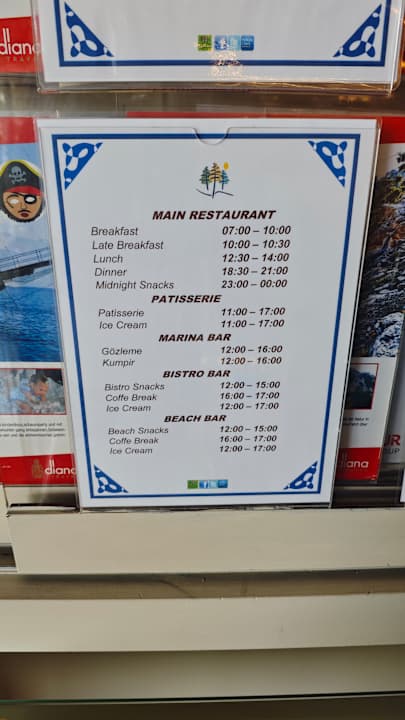 diana
TRAVEL
MAIN RESTAURANT
Breakfast 07:00 – 10:00
Late Breakfast 10:00 – 10:30
Lunch 12:30 – 14:00
Dinner 18:30 – 21:00
Midnight Snacks 23:00 – 00:00
PATISSERIE
Patisserie 11:00 – 17:00
Ice Cream 11:00 – 17:00
MARINA BAR
Gözleme 12:00 – 16:00
Kumpir 12:00 – 16:00
BISTRO BAR
Bistro Snacks 12:00 – 15:00
Coffe Break 16:00 – 17:00
Ice Cream 12:00 – 17:00
BEACH BAR
Beach Snacks 12:00 – 15:00
Coffe Break 16:00 – 17:00
Ice Cream 12:00 – 17:00
diana
diana